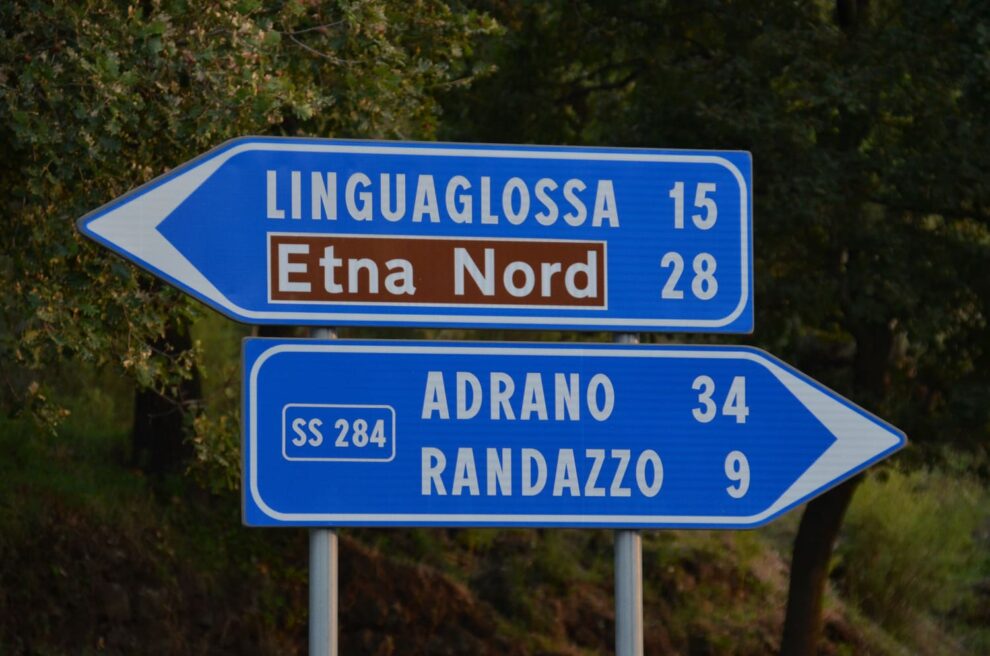 LINGUAGLOSSA 15
Etna Nord 28
SS 284
ADRANO 34
RANDAZZO 9